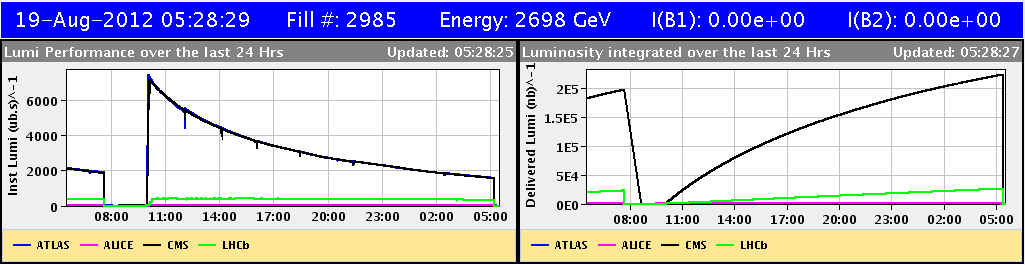 19-Aug-2012 05:28:29 Fill #: 2985 Energy: 2698 GeV I(B1): 0.00e+00 I(B2): 0.00e+00
Lumi Performance over the last 24 Hrs Updated: 05:28:25
Inst Lumi (ub.s)^-1
6000
4000
2000
0
08:00 11:00 14:00 17:00 20:00 23:00 02:00 05:00
ATLAS ALICE CMS LHCb
Luminosity integrated over the last 24 Hrs Updated: 05:28:27
Delivered Lumi (nb)^-1
2E5
1.5E5
1E5
5E4
0E0
08:00 11:00 14:00 17:00 20:00 23:00 02:00 05:00
ATLAS ALICE CMS LHCb